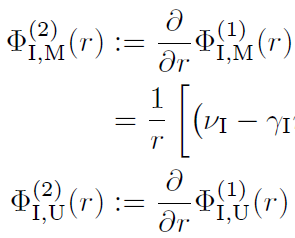 Φ_{I,M}^{(2)}(r) := ∂/∂r Φ_{I,M}^{(1)}(r)
= 1/r [(ν_I − γ_I
Φ_{I,U}^{(2)}(r) := ∂/∂r Φ_{I,U}^{(1)}(r)